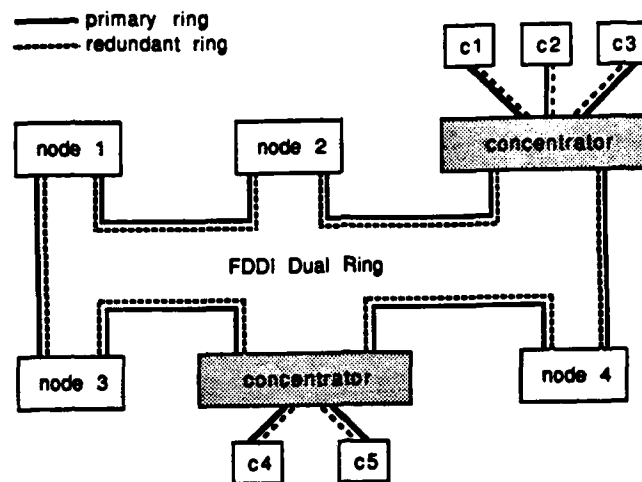 primary ring
redundant ring
c1 c2 c3
node 1 node 2 concentrator
FDDI Dual Ring
node 3 concentrator node 4
c4 c5